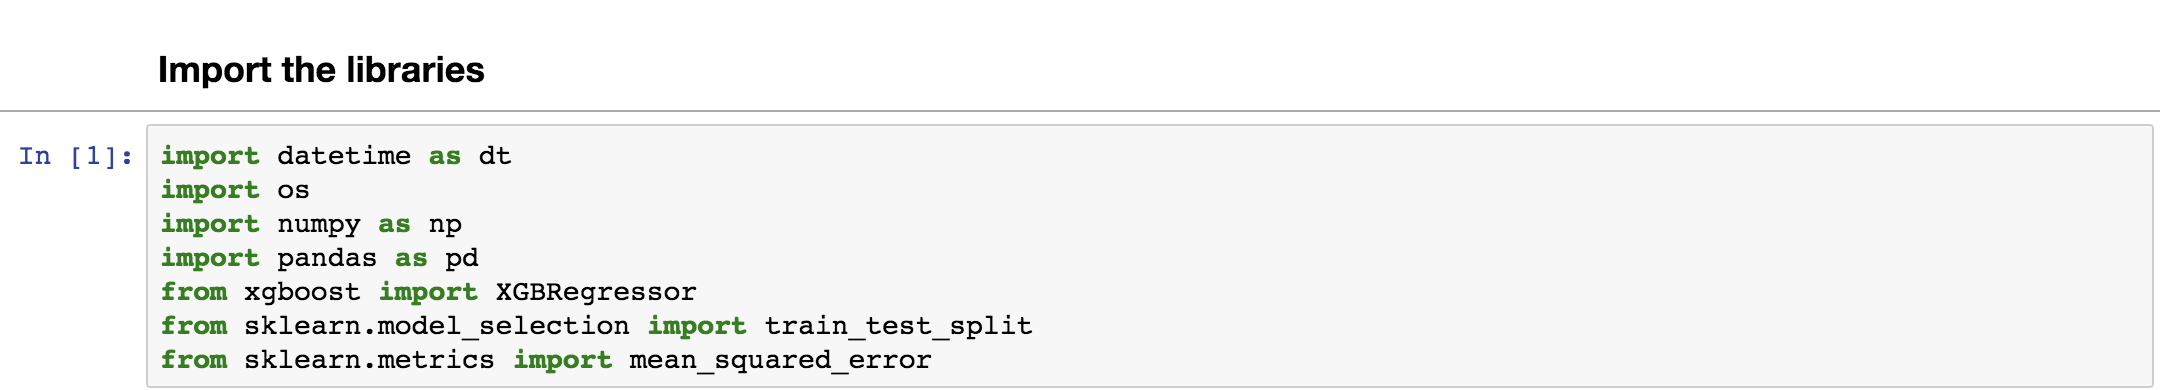 Import the libraries
In [1]:
import datetime as dt
import os
import numpy as np
import pandas as pd
from xgboost import XGBRegressor
from sklearn.model_selection import train_test_split
from sklearn.metrics import mean_squared_error